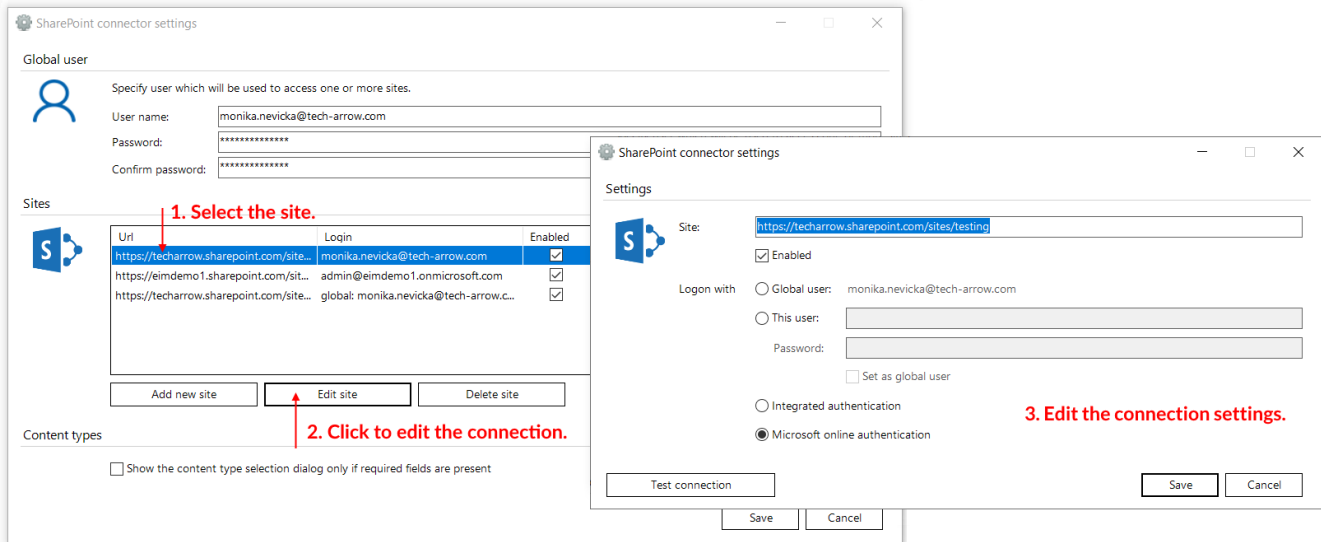 SharePoint connector settings
Global user
Specify user which will be used to access one or more sites.
User name: monika.nevicka@tech-arrow.com
Password: **************
Confirm password: **************
Sites
1. Select the site.
Url Login Enabled
https://techarrow.sharepoint.com/site... monika.nevicka@tech-arrow.com
https://eimdemo1.sharepoint.com/sit... admin@eimdemo1.onmicrosoft.com
https://techarrow.sharepoint.com/site... global: monika.nevicka@tech-arrow.c...
Add new site Edit site Delete site
2. Click to edit the connection.
Content types
Show the content type selection dialog only if required fields are present
Save Cancel
SharePoint connector settings
Settings
Site: https://techarrow.sharepoint.com/sites/testing
Enabled
Logon with Global user: monika.nevicka@tech-arrow.com
This user:
Password:
Set as global user
Integrated authentication
3. Edit the connection settings.
Microsoft online authentication
Test connection Save Cancel